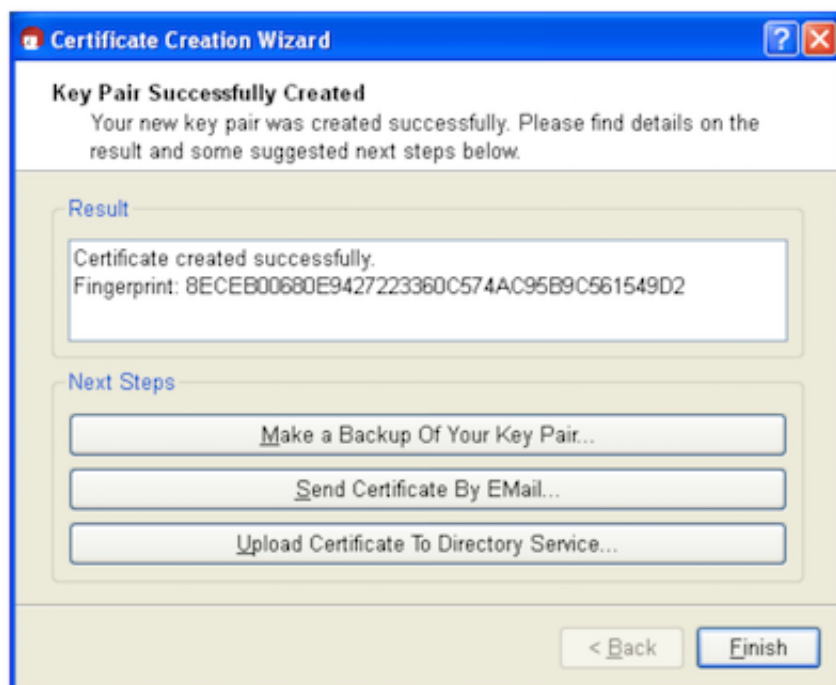 Certificate Creation Wizard
Key Pair Successfully Created
Your new key pair was created successfully. Please find details on the
result and some suggested next steps below.
Result
Certificate created successfully.
Fingerprint: 8ECEB00680E9427223360C574AC95B9C561549D2
Next Steps
Make a Backup Of Your Key Pair...
Send Certificate By EMail...
Upload Certificate To Directory Service...
< Back
Finish